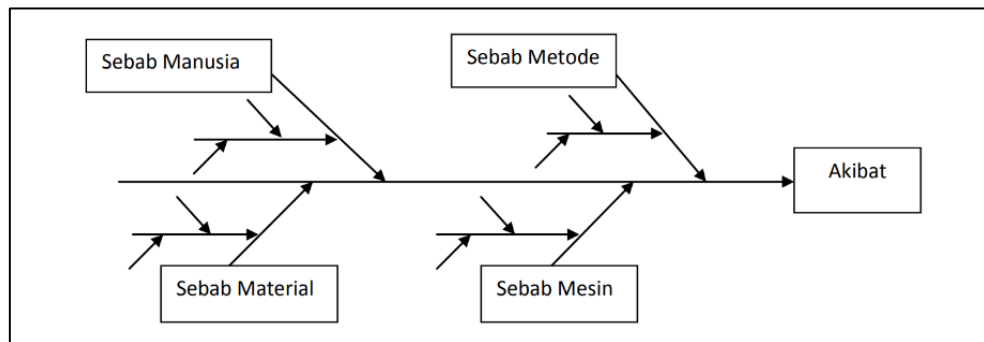 Sebab Manusia
Sebab Metode
Akibat
Sebab Material
Sebab Mesin